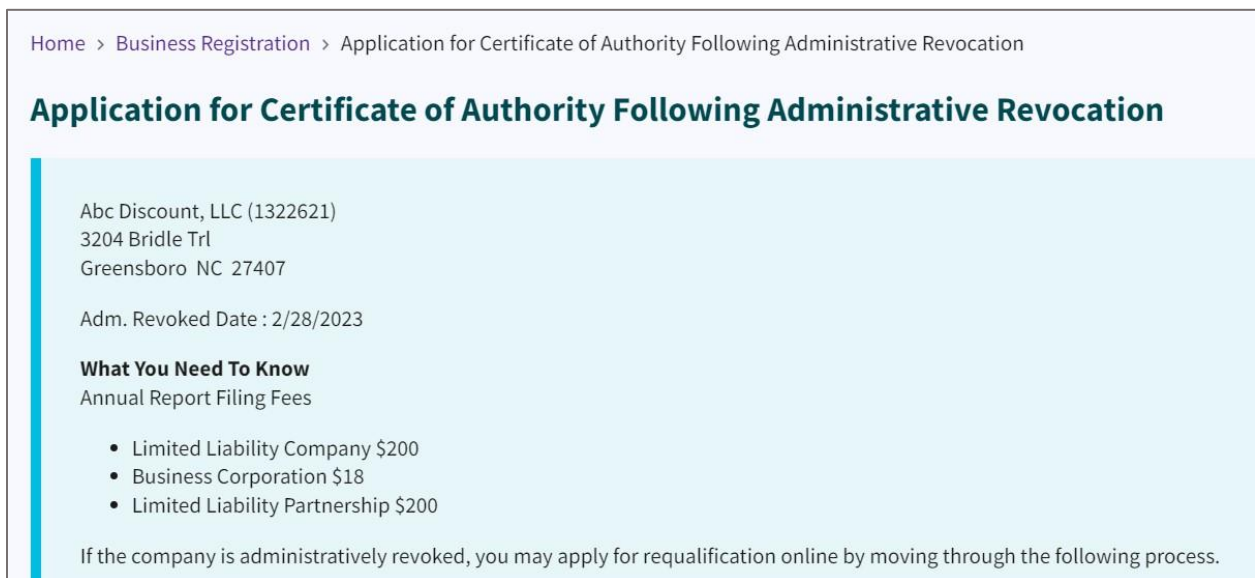 Home > Business Registration > Application for Certificate of Authority Following Administrative Revocation
Application for Certificate of Authority Following Administrative Revocation
Abc Discount, LLC (1322621)
3204 Bridle Trl
Greensboro NC 27407
Adm. Revoked Date : 2/28/2023
What You Need To Know
Annual Report Filing Fees
• Limited Liability Company $200
• Business Corporation $18
• Limited Liability Partnership $200
If the company is administratively revoked, you may apply for requalification online by moving through the following process.